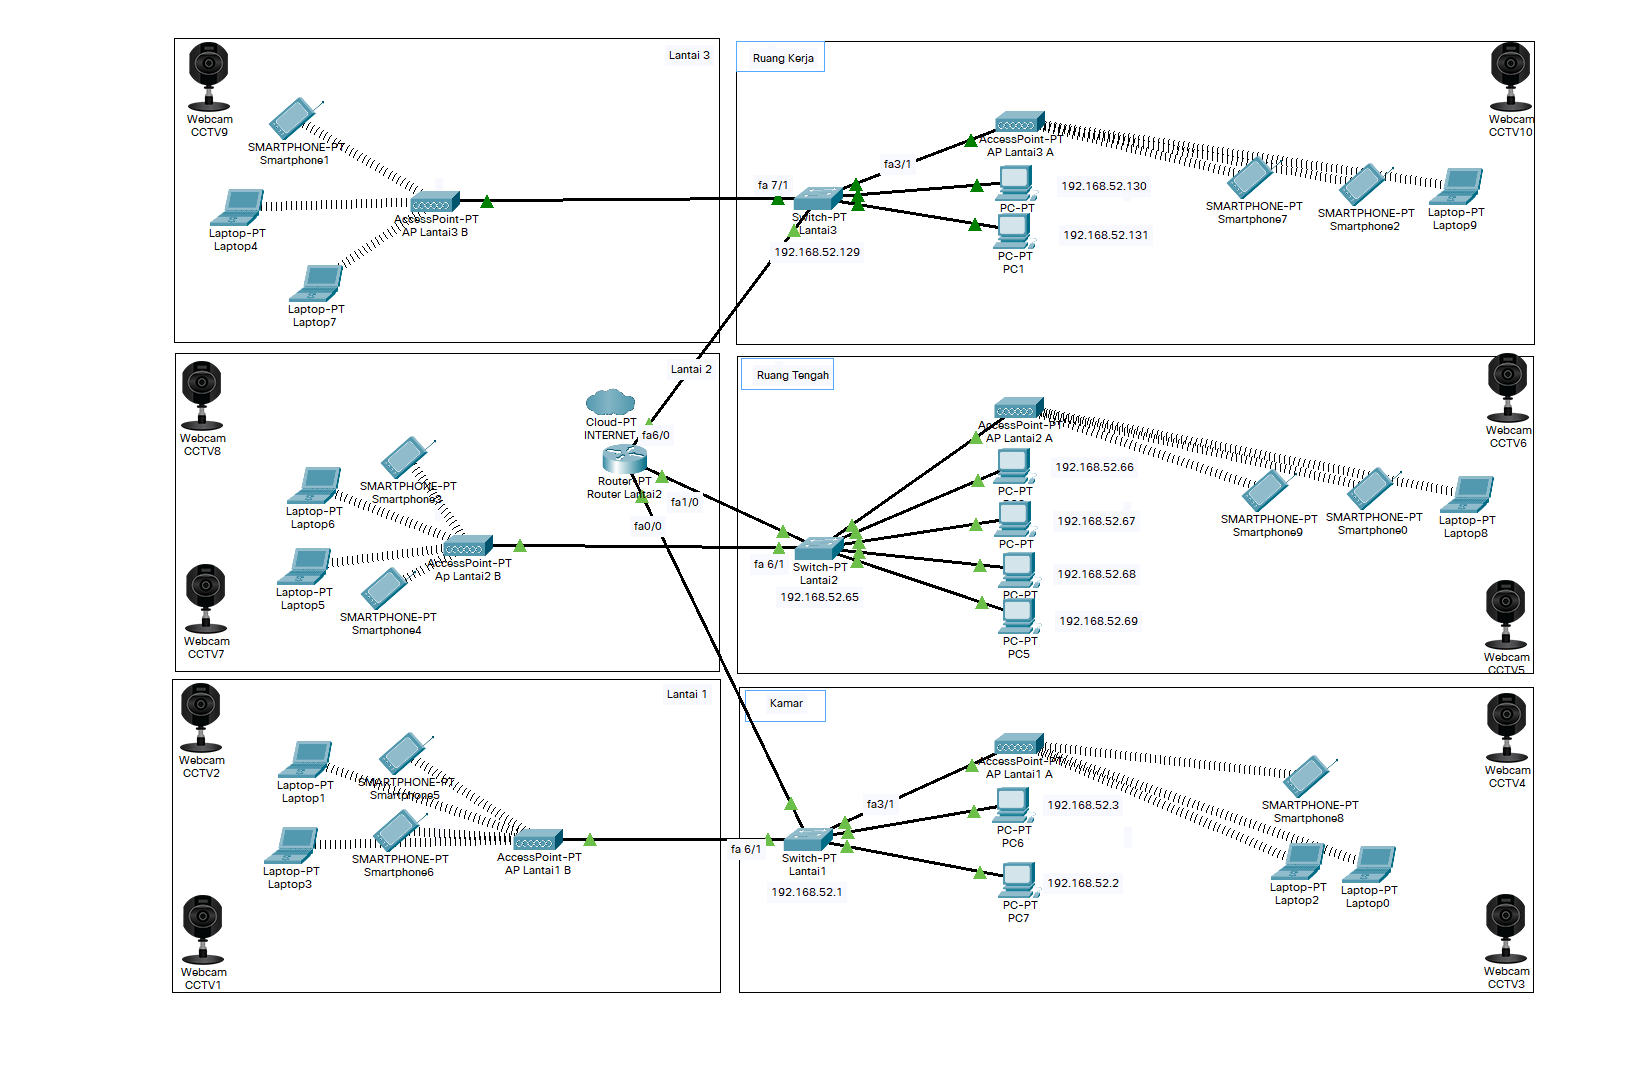 Lantai 3
Webcam
CCTV9
SMARTPHONE-PT
Smartphone1
Laptop-PT
Laptop4
AccessPoint-PT
AP Lantai3 B
Laptop-PT
Laptop7
Ruang Kerja
Webcam
CCTV10
AccessPoint-PT
AP Lantai3 A
fa3/1
fa 7/1
Switch-PT
Lantai3
192.168.52.129
PC-PT
192.168.52.130
PC-PT
PC1
192.168.52.131
SMARTPHONE-PT
Smartphone7
SMARTPHONE-PT
Smartphone2
Laptop-PT
Laptop9
Lantai 2
Webcam
CCTV8
Cloud-PT
INTERNET
fa6/0
Router-PT
Router Lantai2
fa1/0
fa0/0
SMARTPHONE-PT
Laptop-PT
Laptop6
AccessPoint-PT
Ap Lantai2 B
Laptop-PT
Laptop5
SMARTPHONE-PT
Smartphone4
Webcam
CCTV7
Ruang Tengah
Webcam
CCTV6
AccessPoint-PT
AP Lantai2 A
PC-PT
192.168.52.66
PC-PT
192.168.52.67
fa 6/1
Switch-PT
Lantai2
192.168.52.65
PC-PT
192.168.52.68
PC-PT
PC5
192.168.52.69
SMARTPHONE-PT
Smartphone9
SMARTPHONE-PT
Smartphone0
Laptop-PT
Laptop8
Webcam
CCTV5
Lantai 1
Webcam
CCTV2
Laptop-PT
Laptop1
SMARTPHONE-PT
Smartphone5
Laptop-PT
Laptop3
SMARTPHONE-PT
Smartphone6
AccessPoint-PT
AP Lantai1 B
Webcam
CCTV1
Kamar
Webcam
CCTV4
AccessPoint-PT
AP Lantai1 A
fa3/1
fa 6/1
Switch-PT
Lantai1
192.168.52.1
PC-PT
PC6
192.168.52.3
PC-PT
PC7
192.168.52.2
SMARTPHONE-PT
Smartphone8
Laptop-PT
Laptop2
Laptop-PT
Laptop0
Webcam
CCTV3